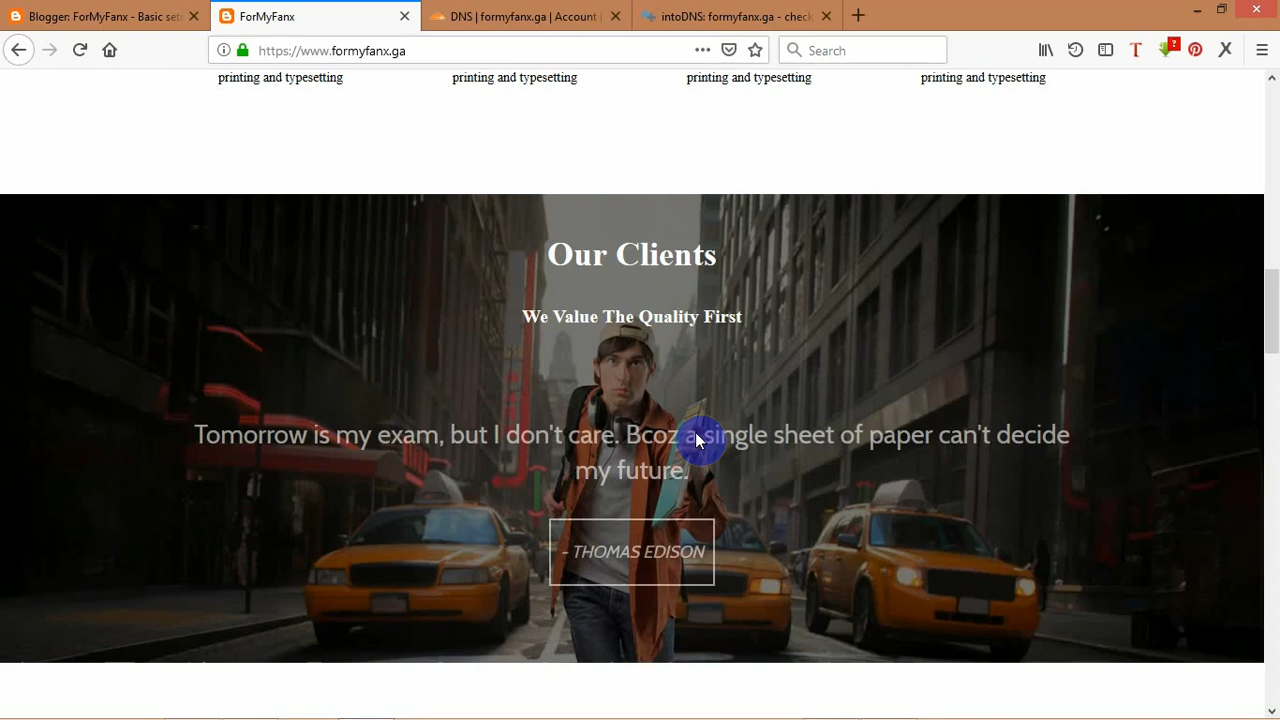 Blogger: ForMyFanx - Basic set
ForMyFanx
DNS | formyfanx.ga | Account
intoDNS: formyfanx.ga - check
https://www.formyfanx.ga
Search
printing and typesetting printing and typesetting printing and typesetting printing and typesetting
Our Clients
We Value The Quality First
Tomorrow is my exam, but I don't care. Bcoz a single sheet of paper can't decide
my future.
- THOMAS EDISON